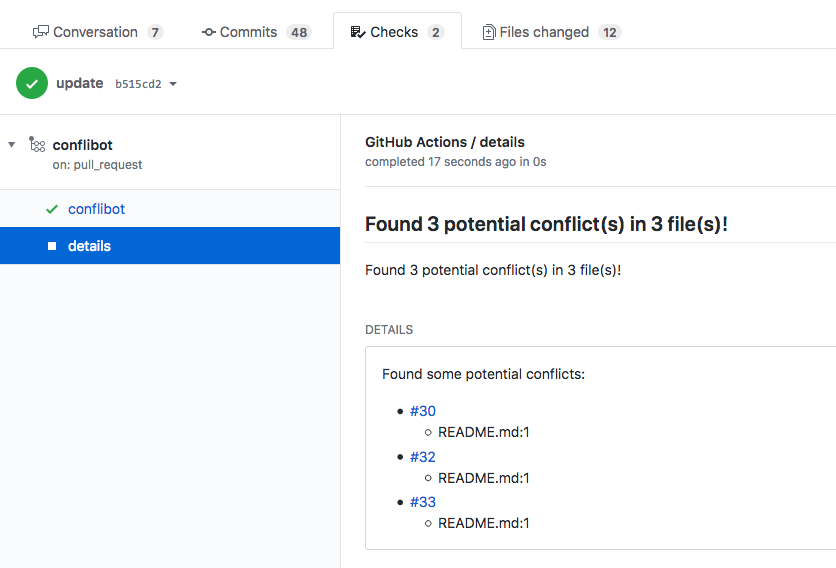 Conversation 7 Commits 48 Checks 2 Files changed 12
update b515cd2
conflibot
on: pull_request
conflibot
details
GitHub Actions / details
completed 17 seconds ago in 0s
Found 3 potential conflict(s) in 3 file(s)!
Found 3 potential conflict(s) in 3 file(s)!
DETAILS
Found some potential conflicts:
#30
README.md:1
#32
README.md:1
#33
README.md:1